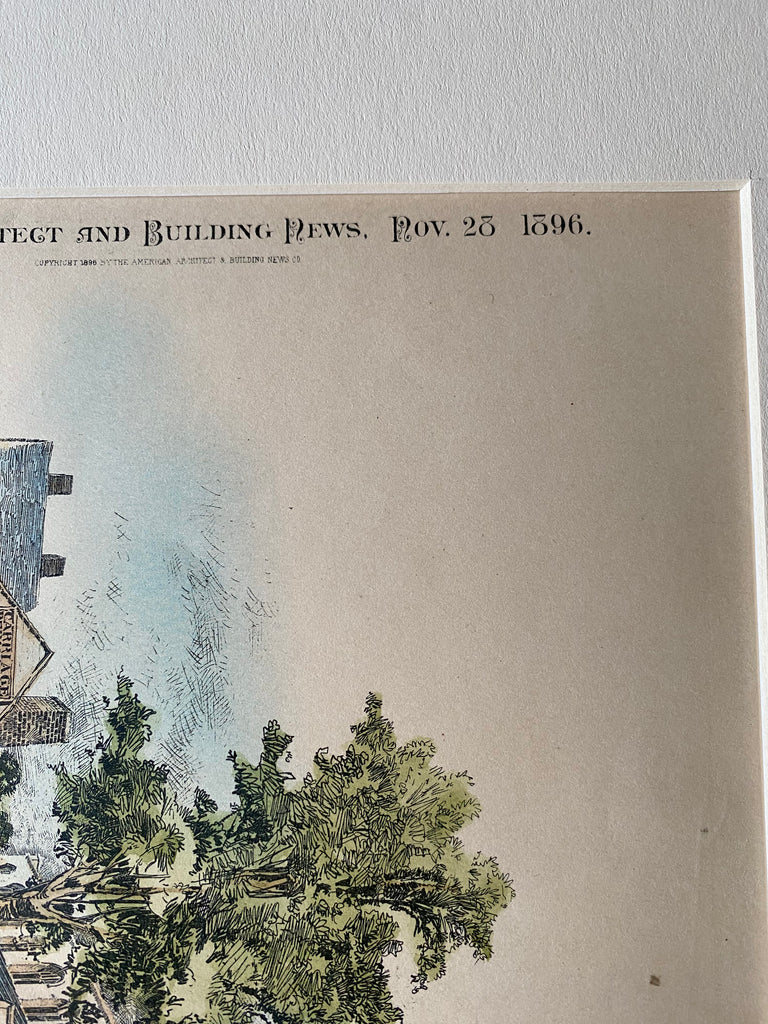 TECT AND BUILDING NEWS, NOV. 28 1896.
COPYRIGHT 1896 BY THE AMERICAN ARCHITECT & BUILDING NEWS CO
CARRIAGE